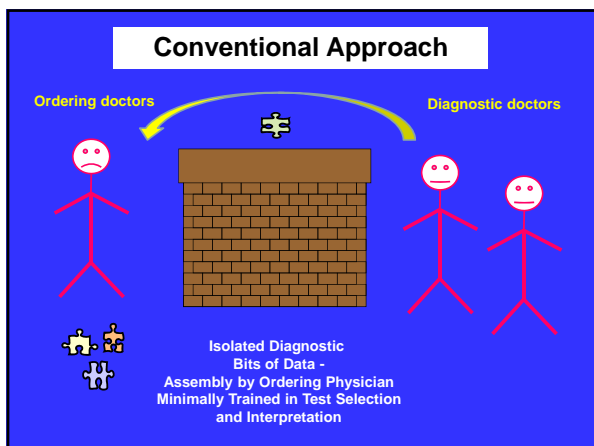 Conventional Approach
Ordering doctors
Diagnostic doctors
Isolated Diagnostic
Bits of Data -
Assembly by Ordering Physician
Minimally Trained in Test Selection
and Interpretation